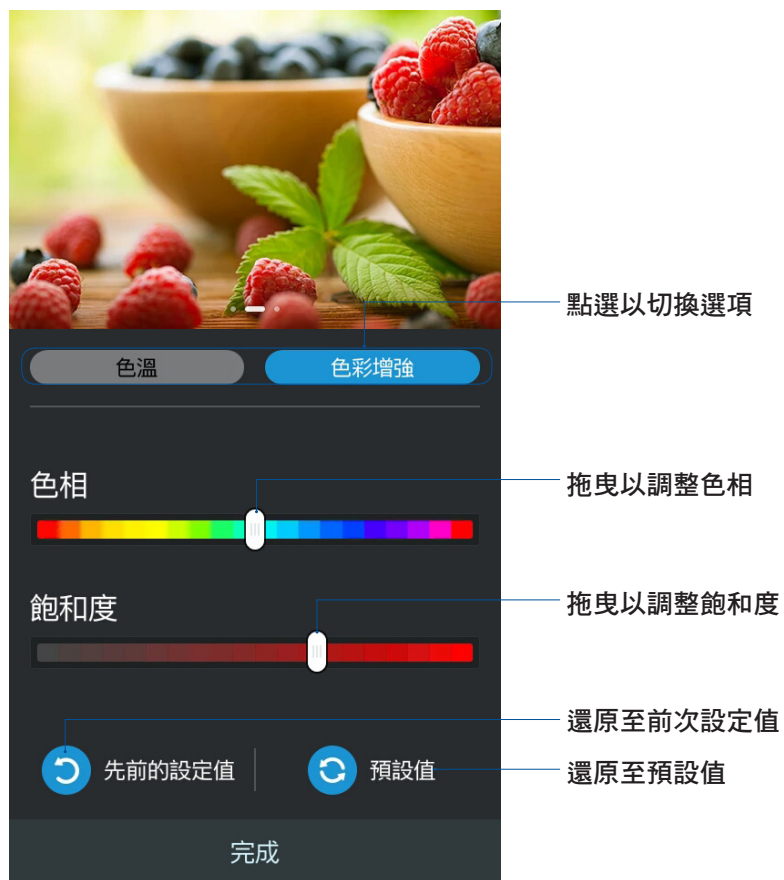 點選以切換選項
色溫
色彩增強
色相
拖曳以調整色相
飽和度
拖曳以調整飽和度
還原至前次設定值
先前的設定值
預設值
還原至預設值
完成